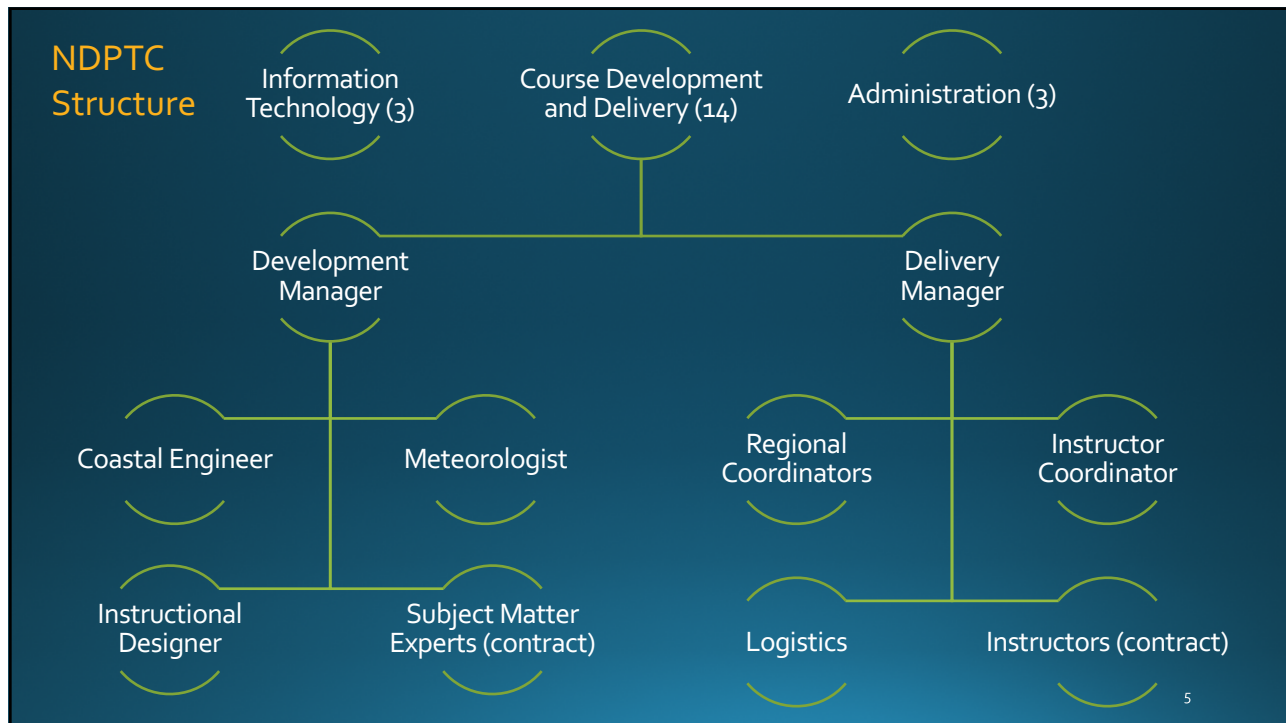 NDPTC
Structure
Information
Technology (3)
Course Development
and Delivery (14)
Administration (3)
Development
Manager
Delivery
Manager
Coastal Engineer
Meteorologist
Regional
Coordinators
Instructor
Coordinator
Instructional
Designer
Subject Matter
Experts (contract)
Logistics
Instructors (contract)
5